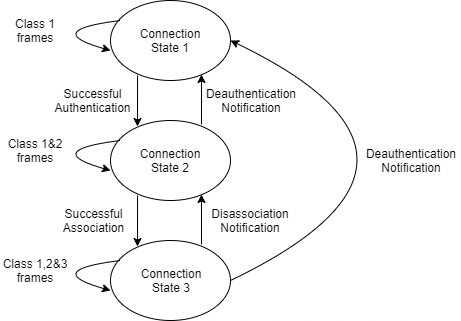 Class 1
frames
Connection
State 1
Successful
Authentication
Deauthentication
Notification
Class 1&2
frames
Connection
State 2
Deauthentication
Notification
Successful
Association
Disassociation
Notification
Class 1,2&3
frames
Connection
State 3